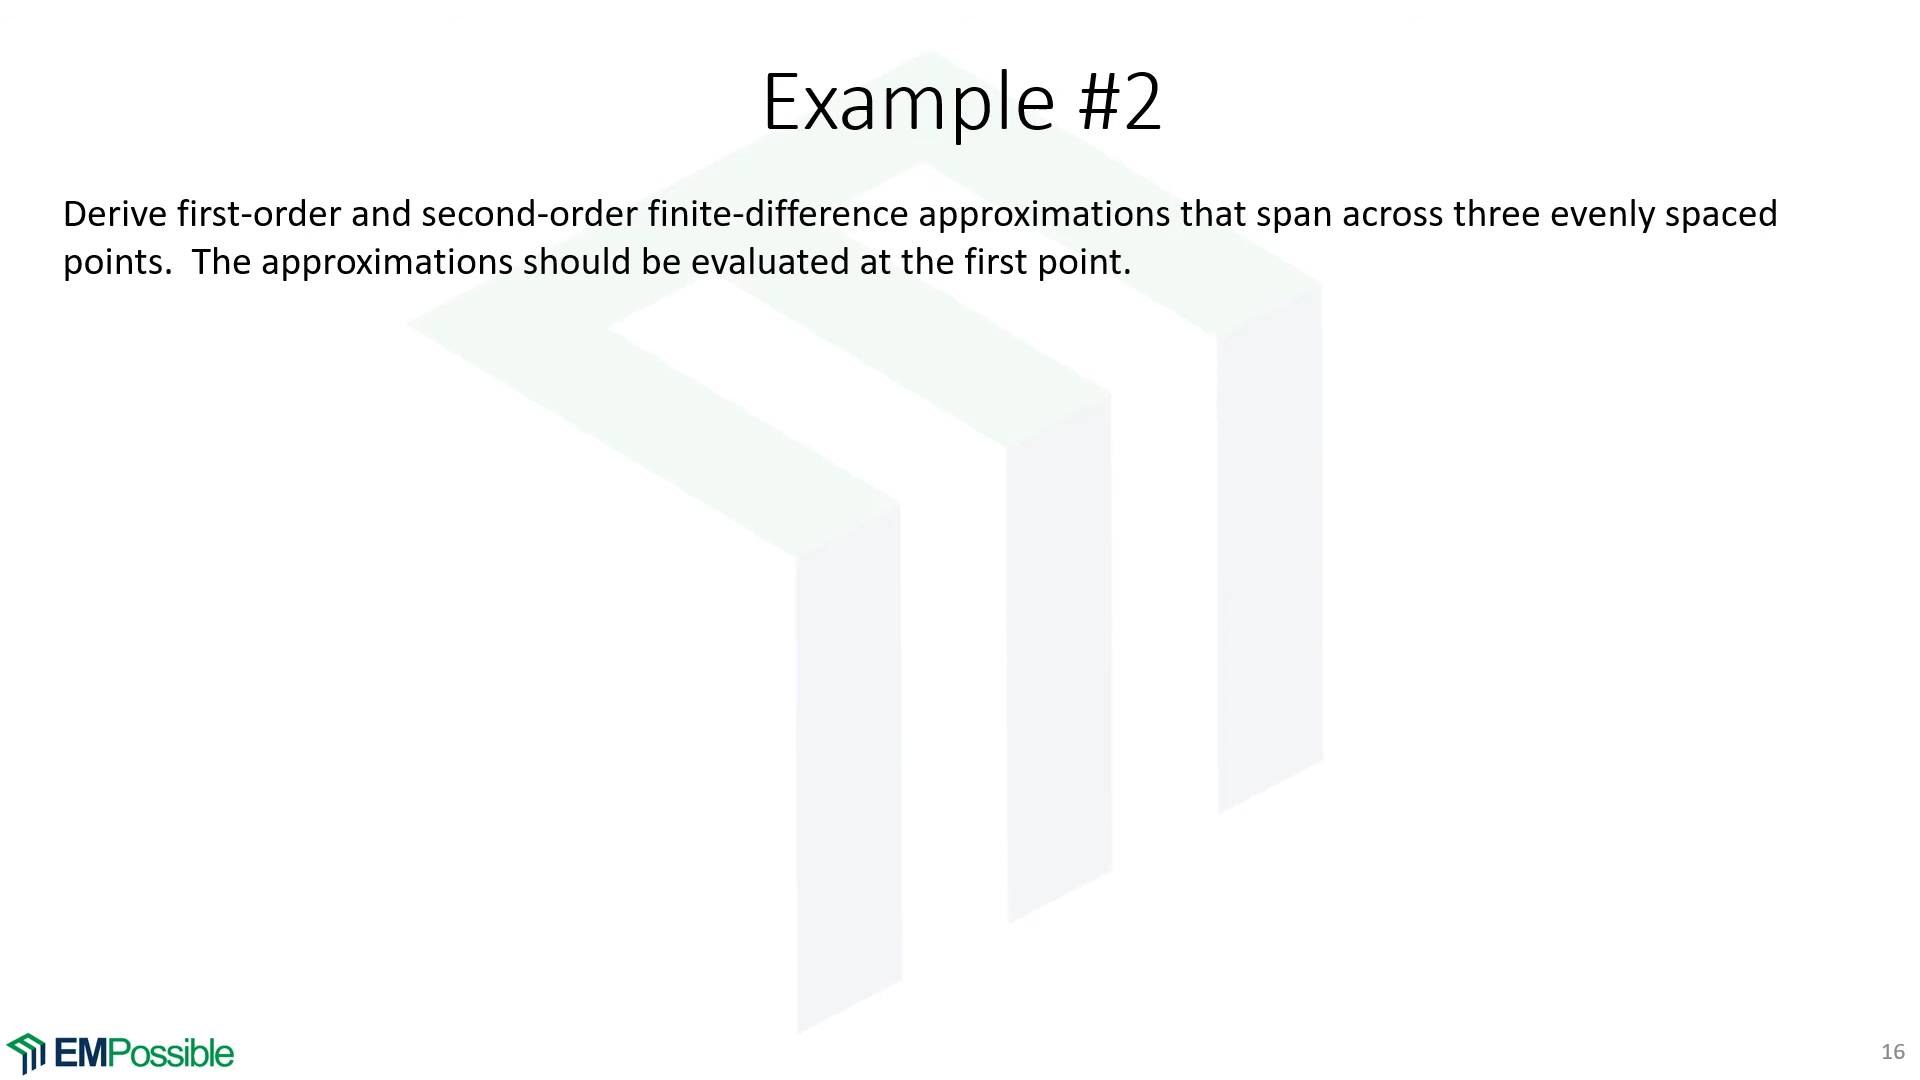 Example #2
Derive first-order and second-order finite-difference approximations that span across three evenly spaced
points.  The approximations should be evaluated at the first point.
EMPossible
16